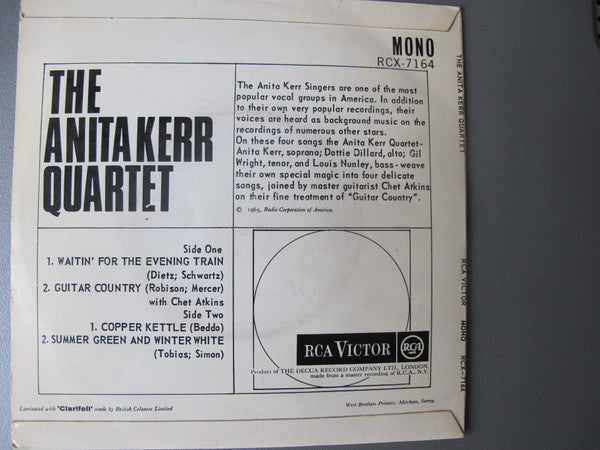 MONO
RCX-7164
THE
ANITA KERR
QUARTET
The Anita Kerr Singers are one of the most
popular vocal groups in America. In addition
to their own very popular recordings, their
voices are heard as background music on the
recordings of numerous other stars.
On these four songs the Anita Kerr Quartet-
Anita Kerr, soprano; Dottie Dillard, alto; Gil
Wright, tenor, and Louis Nunley, bass - weave
their own special magic into four delicate
songs, joined by master guitarist Chet Atkins
on their fine treatment of "Guitar Country".
© 1965, Radio Corporation of America.
Side One
1. WAITIN' FOR THE EVENING TRAIN
(Dietz; Schwartz)
2. GUITAR COUNTRY (Robison; Mercer)
with Chet Atkins
Side Two
1. COPPER KETTLE (Beddo)
2. SUMMER GREEN AND WINTER WHITE
(Tobias; Simon)
RCA VICTOR RCA
Product of THE DECCA RECORD COMPANY LTD., LONDON,
made from a master recording of R.C.A., N.Y.
Laminated with 'Clarifoil' made by British Celanese Limited
West Brothers Printers, Mitcham, Surrey.
THE ANITA KERR QUARTET
RCA VICTOR MONO RCX-7164